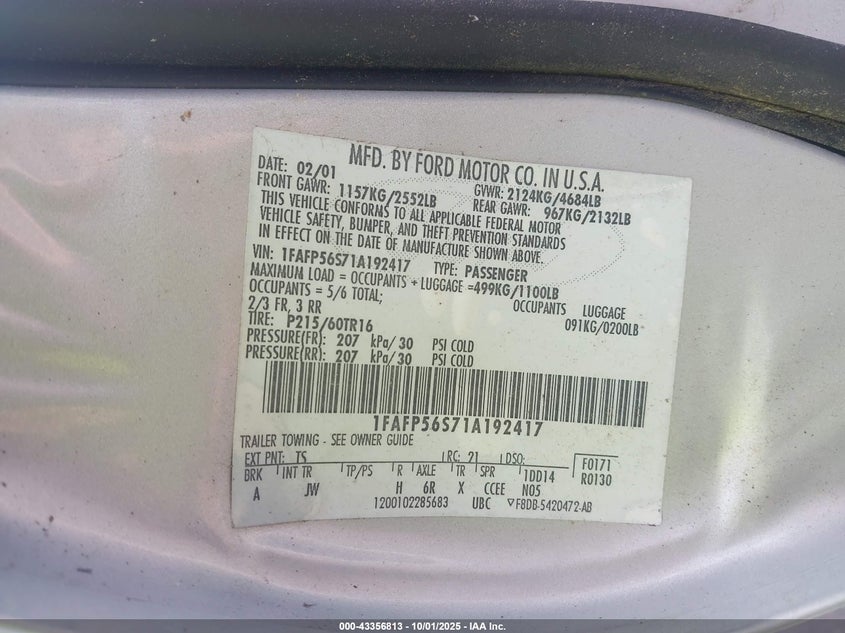 MFD. BY FORD MOTOR CO. IN U.S.A.
DATE: 02/01 GVWR: 2124KG/4684LB
FRONT GAWR: 1157KG/2552LB REAR GAWR: 967KG/2132LB
THIS VEHICLE CONFORMS TO ALL APPLICABLE FEDERAL MOTOR
VEHICLE SAFETY, BUMPER, AND THEFT PREVENTION STANDARDS
IN EFFECT ON THE DATE OF MANUFACTURE SHOWN ABOVE.
VIN: 1FAFP56S71A192417 TYPE: PASSENGER
MAXIMUM LOAD = OCCUPANTS + LUGGAGE =499KG/1100LB
OCCUPANTS = 5/6 TOTAL; OCCUPANTS LUGGAGE
2/3 FR, 3 RR 091KG/0200LB
TIRE: P215/60TR16
PRESSURE(FR): 207 kPa/30 PSI COLD
PRESSURE(RR): 207 kPa/30 PSI COLD
1FAFP56S71A192417
TRAILER TOWING - SEE OWNER GUIDE
EXT PNT: TS RC: 21 DSO: F0171
BRK INT TR TP/PS R AXLE TR SPR 1DD14 R0130
A JW H 6R X CCEE N05
1200102285683 UBC F8DB-5420472-AB
000-43356813 - 10/01/2025 - IAA Inc.